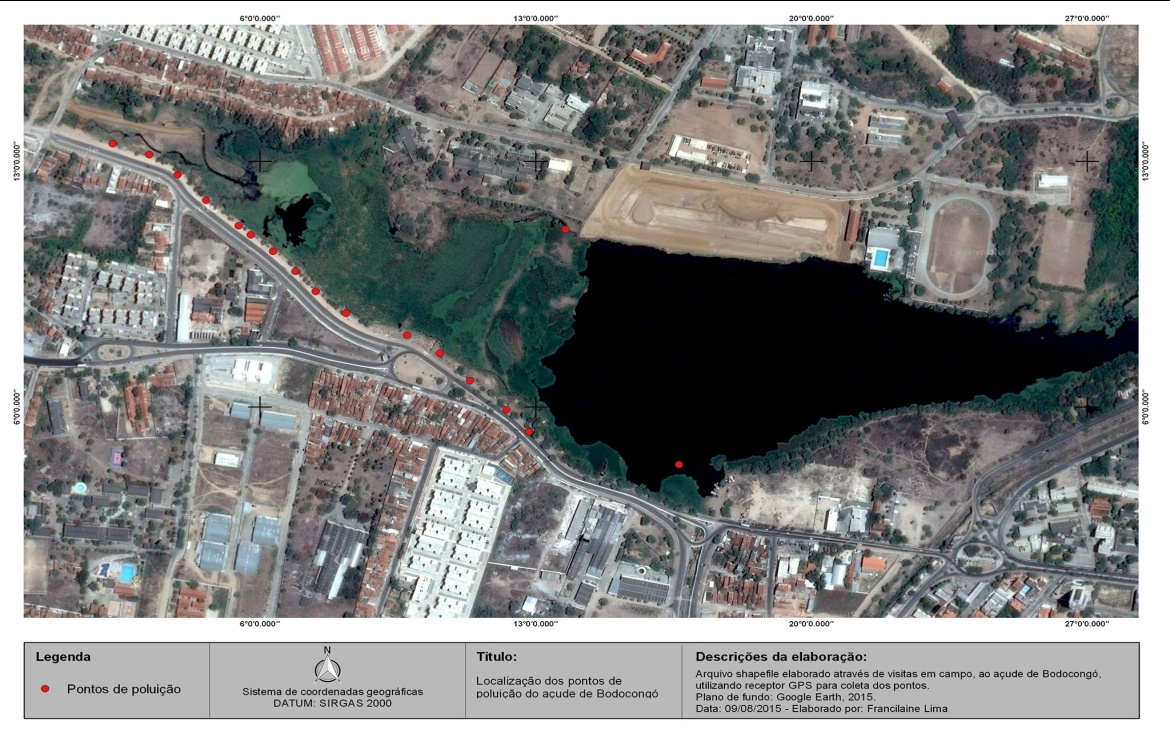 6°0'0.000" 13°0'0.000" 20°0'0.000" 27°0'0.000"
13°0'0.000" 13°0'0.000"
6°0'0.000" 6°0'0.000"
6°0'0.000" 13°0'0.000" 20°0'0.000" 27°0'0.000"
Legenda
Pontos de poluição
N
Sistema de coordenadas geográficas
DATUM: SIRGAS 2000
Titulo:
Localização dos pontos de
poluição do açude de Bodocongó
Descrições da elaboração:
Arquivo shapefile elaborado através de visitas em campo, ao açude de Bodocongó,
utilizando receptor GPS para coleta dos pontos.
Plano de fundo: Google Earth, 2015.
Data: 09/08/2015 - Elaborado por: Francilaine Lima